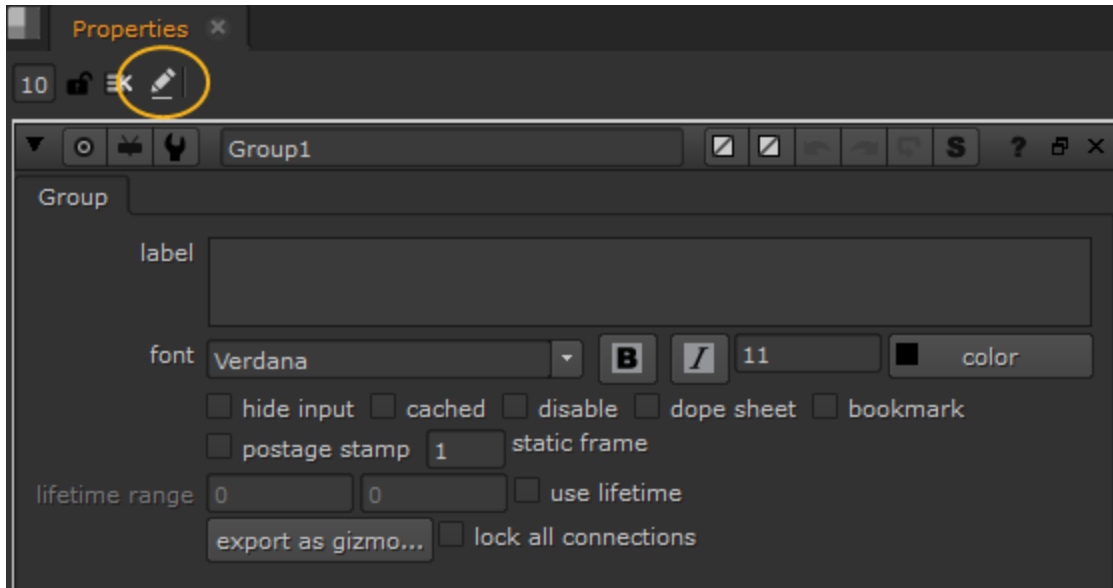 Properties
10
Group1 S ?
Group
label
font Verdana B I 11 color
hide input cached disable dope sheet bookmark
postage stamp 1 static frame
lifetime range 0 0 use lifetime
export as gizmo... lock all connections